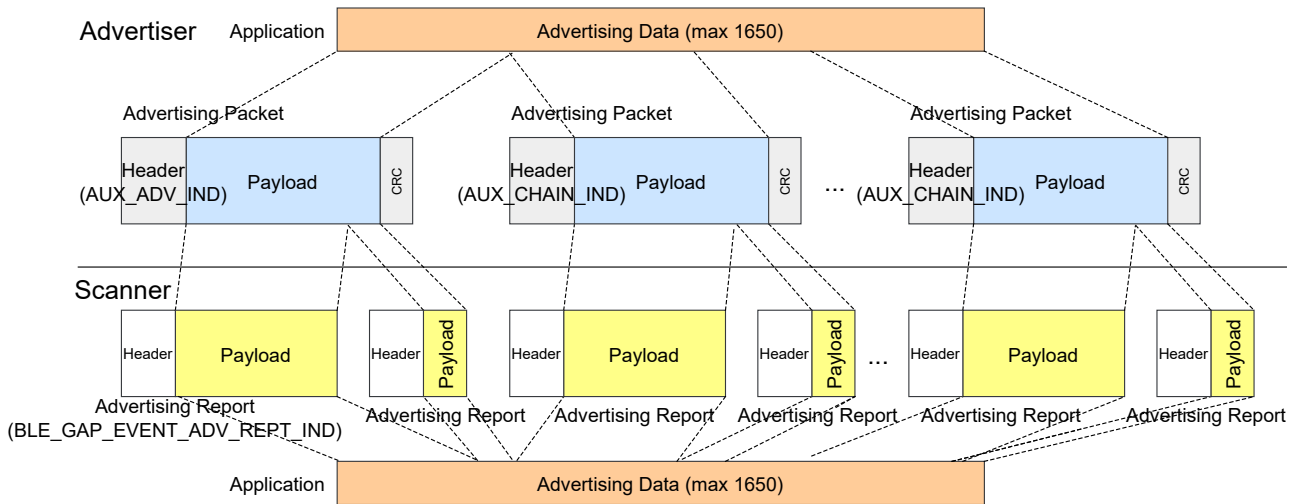 Advertiser
Application
Advertising Data (max 1650)
Advertising Packet
Advertising Packet
Advertising Packet
Header
(AUX_ADV_IND)
Payload
CRC
Header
(AUX_CHAIN_IND)
Payload
CRC
...
Header
(AUX_CHAIN_IND)
Payload
CRC
Scanner
Header
Payload
Header
Payload
Header
Payload
Header
Payload
...
Header
Payload
Header
Payload
Advertising Report
(BLE_GAP_EVENT_ADV_REPT_IND)
Advertising Report
Advertising Report
Advertising Report
Advertising Report
Advertising Report
Application
Advertising Data (max 1650)